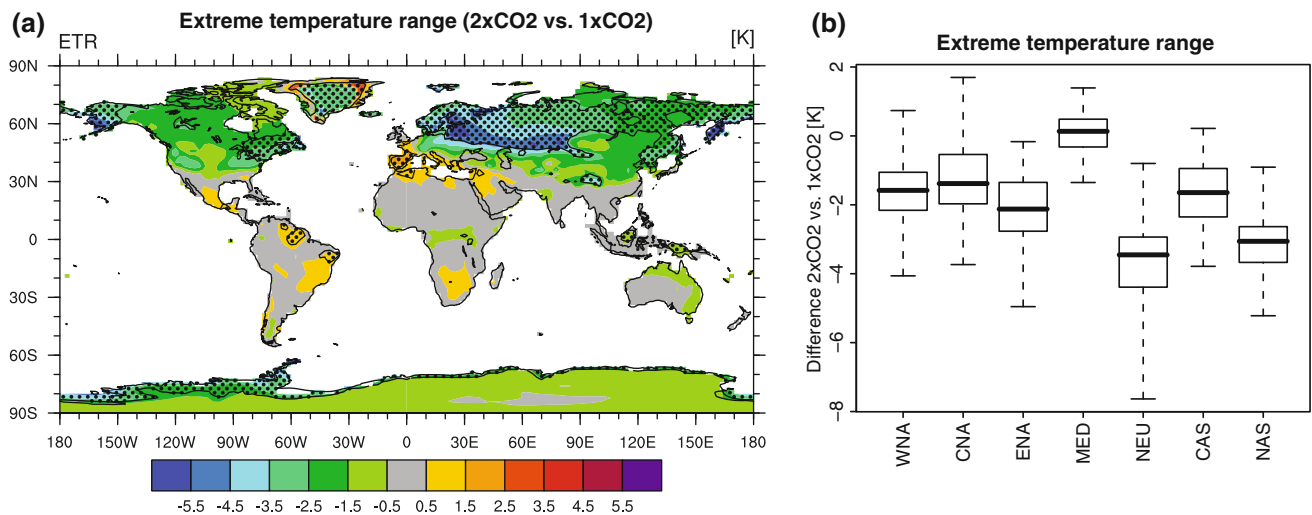 (a) Extreme temperature range (2xCO2 vs. 1xCO2)
ETR [K]
90N
60N
30N
0
30S
60S
90S
180 150W 120W 90W 60W 30W 0 30E 60E 90E 120E 150E 180
-5.5 -4.5 -3.5 -2.5 -1.5 -0.5 0.5 1.5 2.5 3.5 4.5 5.5
(b) Extreme temperature range
Difference 2xCO2 vs. 1xCO2 [K]
2
0
−2
−4
−6
−8
WNA
CNA
ENA
MED
NEU
CAS
NAS